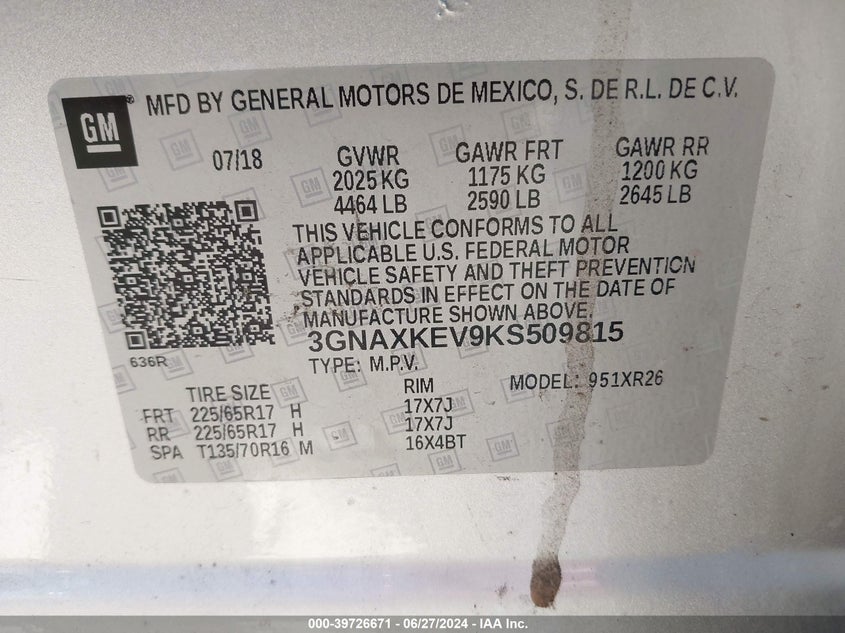 GM
MFD BY GENERAL MOTORS DE MEXICO, S. DE R.L. DE C.V.
07/18 GVWR GAWR FRT GAWR RR
2025 KG 1175 KG 1200 KG
4464 LB 2590 LB 2645 LB
THIS VEHICLE CONFORMS TO ALL
APPLICABLE U.S. FEDERAL MOTOR
VEHICLE SAFETY AND THEFT PREVENTION
STANDARDS IN EFFECT ON THE DATE OF
MANUFACTURE SHOWN ABOVE.
3GNAXKEV9KS509815
636R
TYPE: M.P.V. MODEL: 951XR26
TIRE SIZE RIM
FRT 225/65R17 H 17X7J
RR 225/65R17 H 17X7J
SPA T135/70R16 M 16X4BT
000-39726671 - 06/27/2024 - IAA Inc.